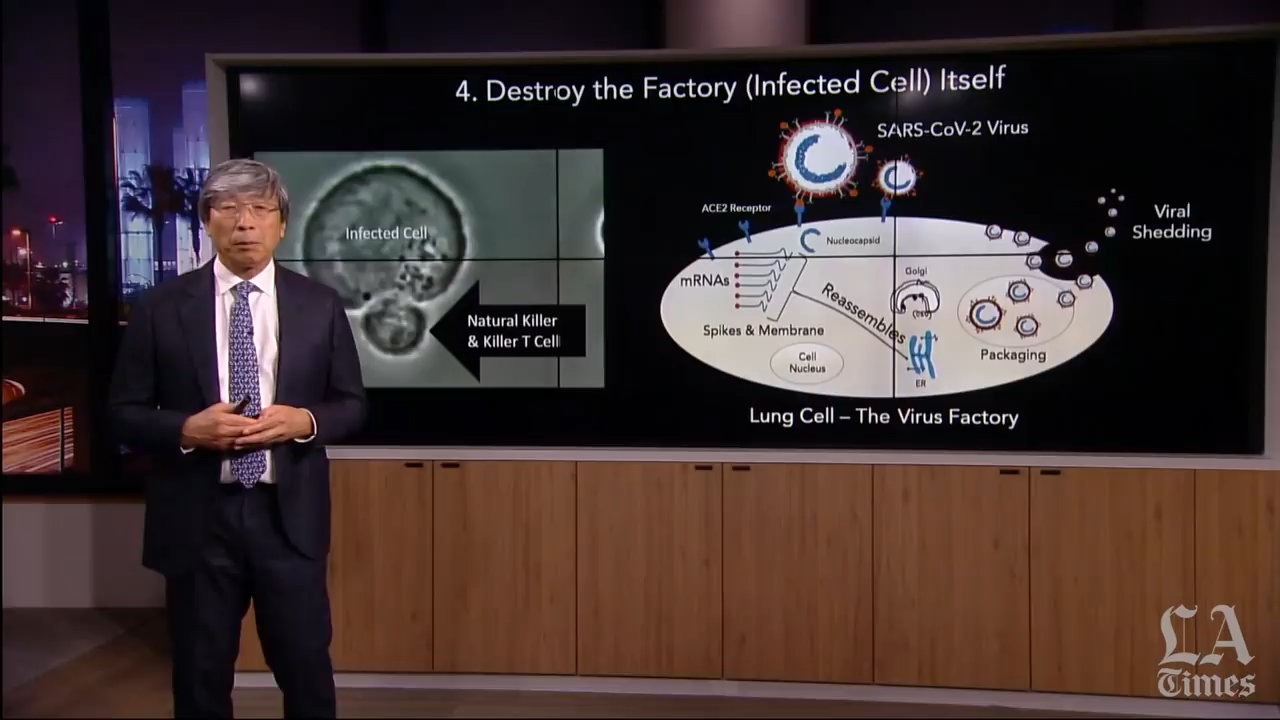 4. Destroy the Factory (Infected Cell) Itself
Infected Cell
Natural Killer
& Killer T Cell
SARS-CoV-2 Virus
ACE2 Receptor
Nucleocapsid
Viral
Shedding
mRNAs
Golgi
Reassembles
Spikes & Membrane
Packaging
Cell
Nucleus
ER
Lung Cell – The Virus Factory
LA
Times